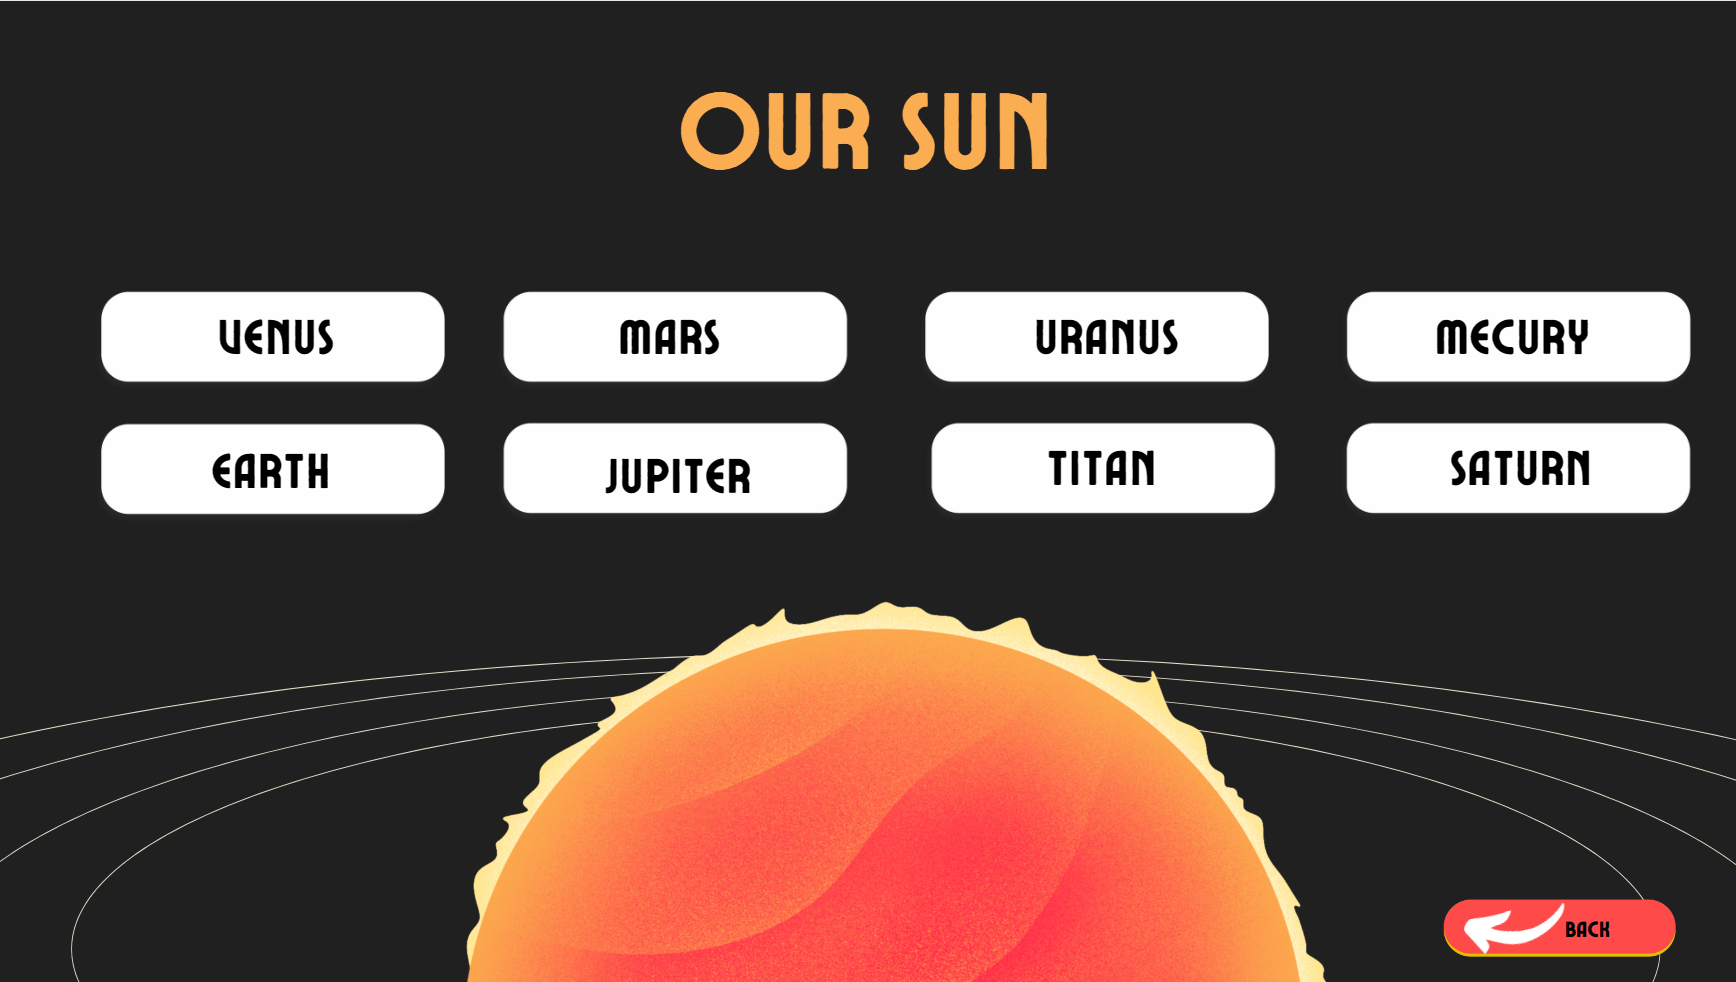 OUR SUN
VENUS
MARS
URANUS
MECURY
EARTH
JUPITER
TITAN
SATURN
BACK